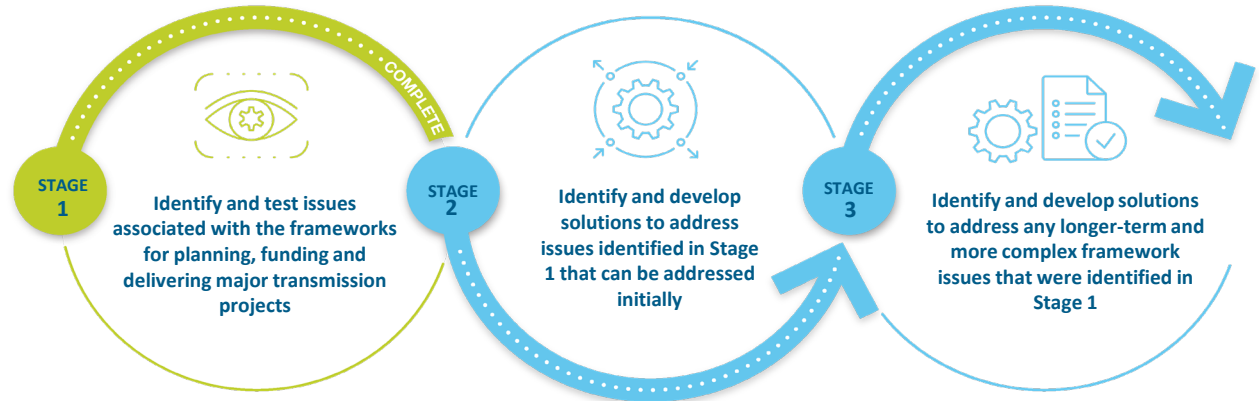 COMPLETE
STAGE
1
Identify and test issues
associated with the frameworks
for planning, funding and
delivering major transmission
projects
STAGE
2
Identify and develop
solutions to address
issues identified in Stage
1 that can be addressed
initially
STAGE
3
Identify and develop solutions
to address any longer-term and
more complex framework
issues that were identified in
Stage 1